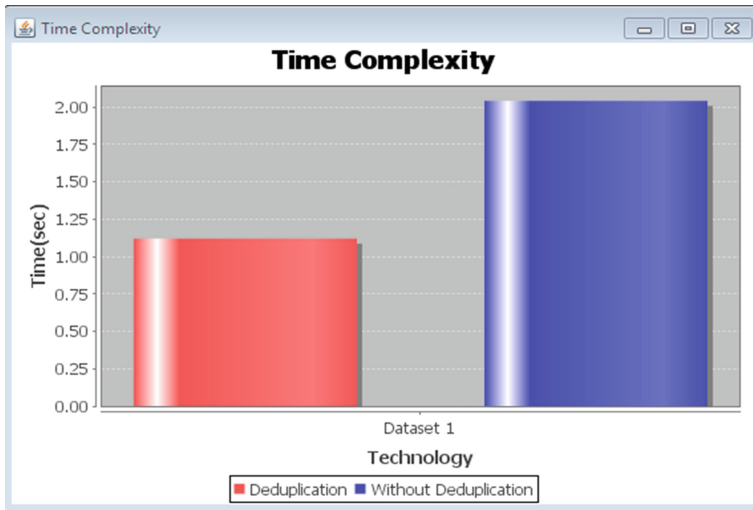 Time Complexity
Time Complexity
2.00
1.75
1.50
1.25
1.00
0.75
0.50
0.25
0.00
Time(sec)
Dataset 1
Technology
Deduplication Without Deduplication